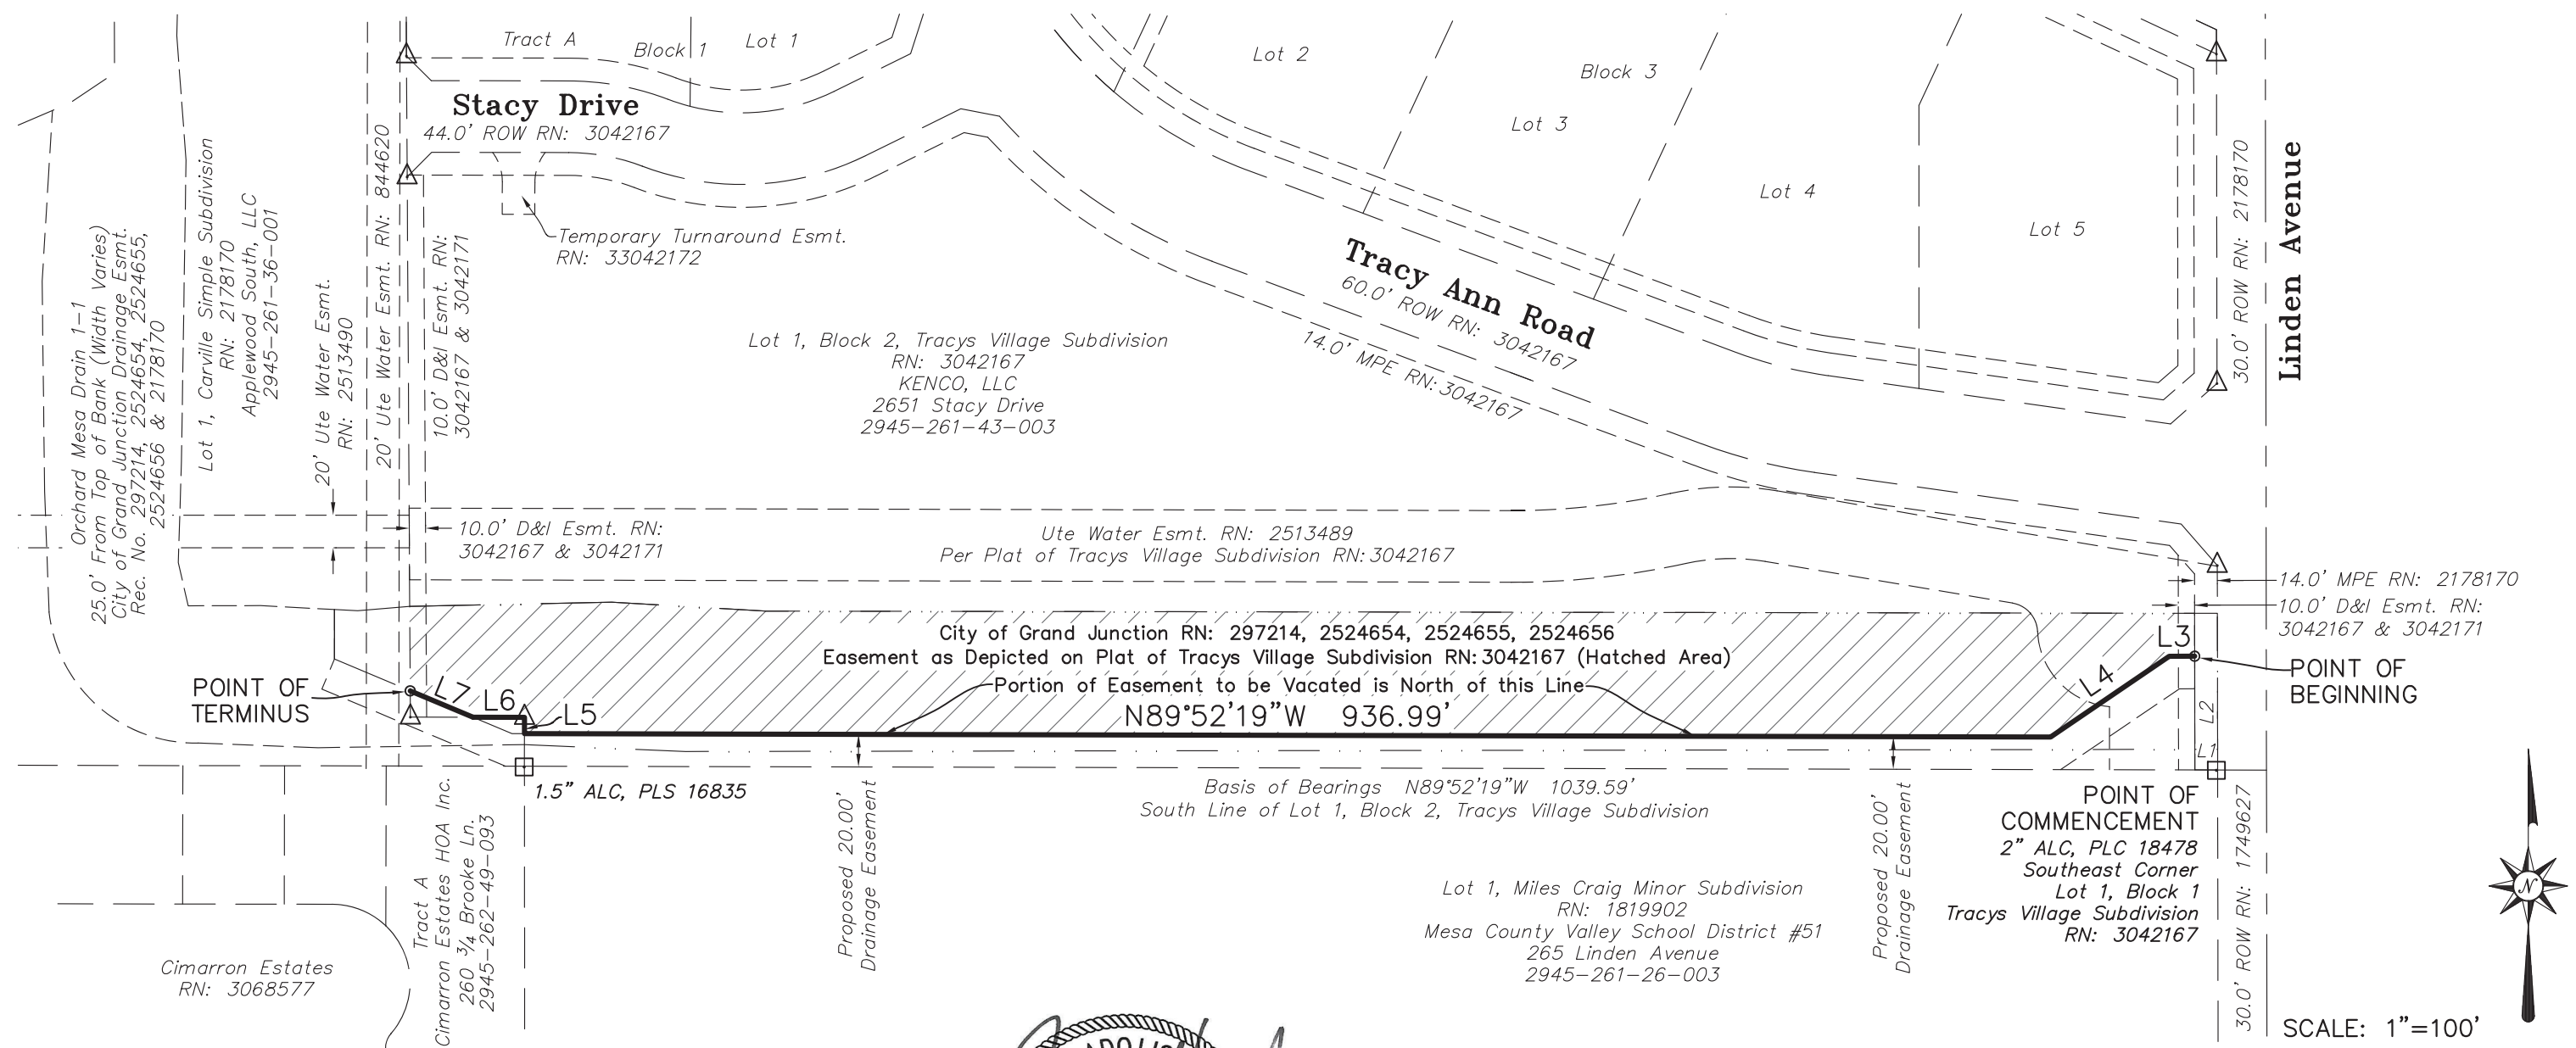 Tract A
Block 1
Lot 1
Stacy Drive
44.0' ROW RN: 3042167
Temporary Turnaround Esmt.
RN: 33042172
Lot 2
Block 3
Lot 3
Lot 4
Lot 5
Tracy Ann Road
60.0' ROW RN: 3042167
14.0' MPE RN: 3042167
30.0' ROW RN: 2178170
Linden Avenue
Orchard Mesa Drain 1-1
25.0' From Top of Bank (Width Varies)
City of Grand Junction Drainage Esmt.
Rec. No. 297214, 2524654, 2524655,
2524656 & 2178170
Lot 1, Carville Simple Subdivision
RN: 2178170
Applewood South, LLC
2945-261-36-001
20' Ute Water Esmt.
RN: 2513490
20' Ute Water Esmt. RN: 844620
10.0' D&I Esmt. RN:
3042167 & 3042171
Lot 1, Block 2, Tracys Village Subdivision
RN: 3042167
KENCO, LLC
2651 Stacy Drive
2945-261-43-003
10.0' D&I Esmt. RN:
3042167 & 3042171
Ute Water Esmt. RN: 2513489
Per Plat of Tracys Village Subdivision RN: 3042167
14.0' MPE RN: 2178170
10.0' D&I Esmt. RN:
3042167 & 3042171
City of Grand Junction RN: 297214, 2524654, 2524655, 2524656
Easement as Depicted on Plat of Tracys Village Subdivision RN: 3042167 (Hatched Area)
Portion of Easement to be Vacated is North of this Line
N89°52'19"W 936.99'
L3
L4
POINT OF
BEGINNING
POINT OF
TERMINUS
L7
L6
L5
L2
L1
1.5" ALC, PLS 16835
Basis of Bearings N89°52'19"W 1039.59'
South Line of Lot 1, Block 2, Tracys Village Subdivision
Proposed 20.00'
Drainage Easement
Proposed 20.00'
Drainage Easement
POINT OF
COMMENCEMENT
2" ALC, PLC 18478
Southeast Corner
Lot 1, Block 1
Tracys Village Subdivision
RN: 3042167
30.0' ROW RN: 1749627
Tract A
Cimarron Estates HOA Inc.
260 3/4 Brooke Ln.
2945-262-49-093
Lot 1, Miles Craig Minor Subdivision
RN: 1819902
Mesa County Valley School District #51
265 Linden Avenue
2945-261-26-003
Cimarron Estates
RN: 3068577
N
SCALE: 1"=100'